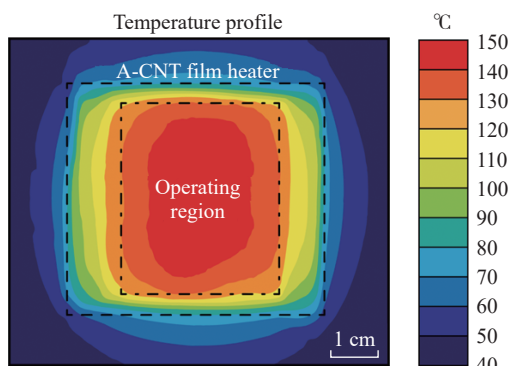 Temperature profile
℃
A-CNT film heater
Operating
region
1 cm
150
140
130
120
110
100
90
80
70
60
50
40